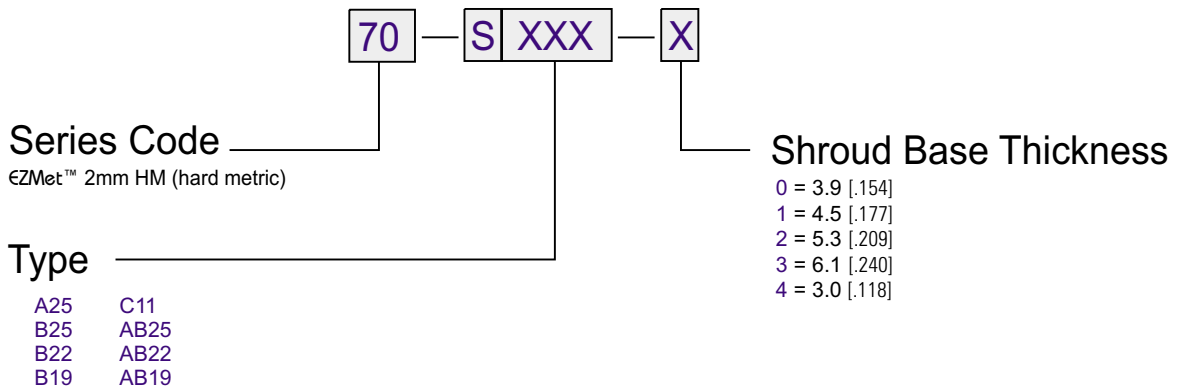 70 — S XXX — X
Series Code
EZMet™ 2mm HM (hard metric)
Shroud Base Thickness
0 = 3.9 [.154]
1 = 4.5 [.177]
2 = 5.3 [.209]
3 = 6.1 [.240]
4 = 3.0 [.118]
Type
A25 C11
B25 AB25
B22 AB22
B19 AB19